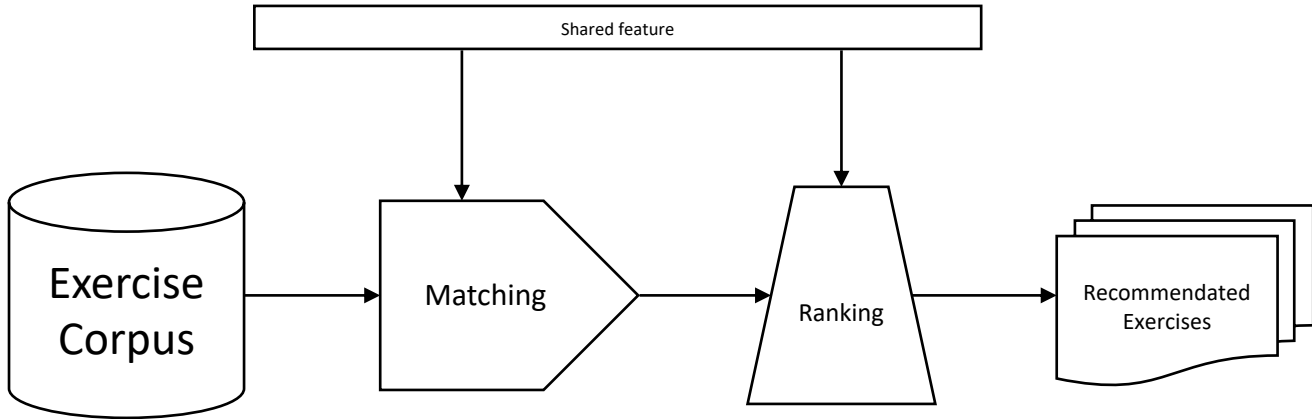 Shared feature
Exercise
Corpus
Matching
Ranking
Recommendated
Exercises